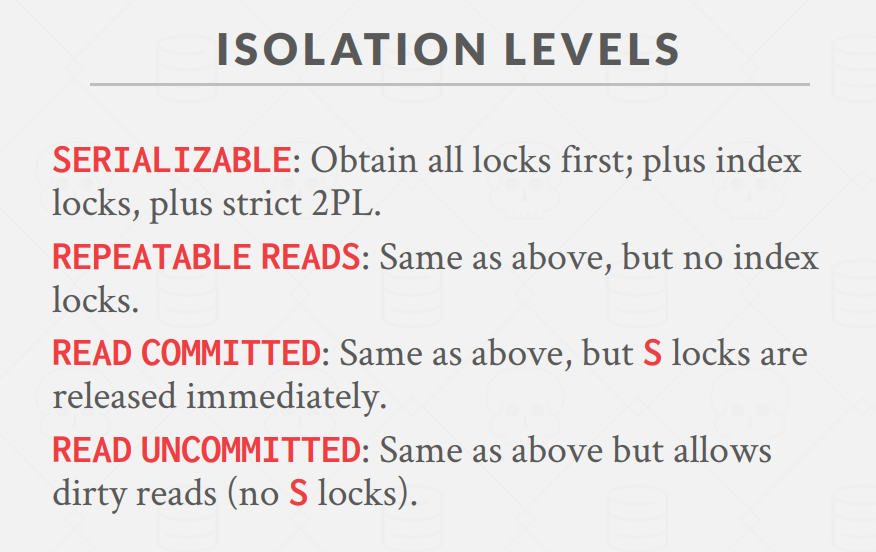 ISOLATION LEVELS
SERIALIZABLE: Obtain all locks first; plus index
locks, plus strict 2PL.
REPEATABLE READS: Same as above, but no index
locks.
READ COMMITTED: Same as above, but S locks are
released immediately.
READ UNCOMMITTED: Same as above but allows
dirty reads (no S locks).